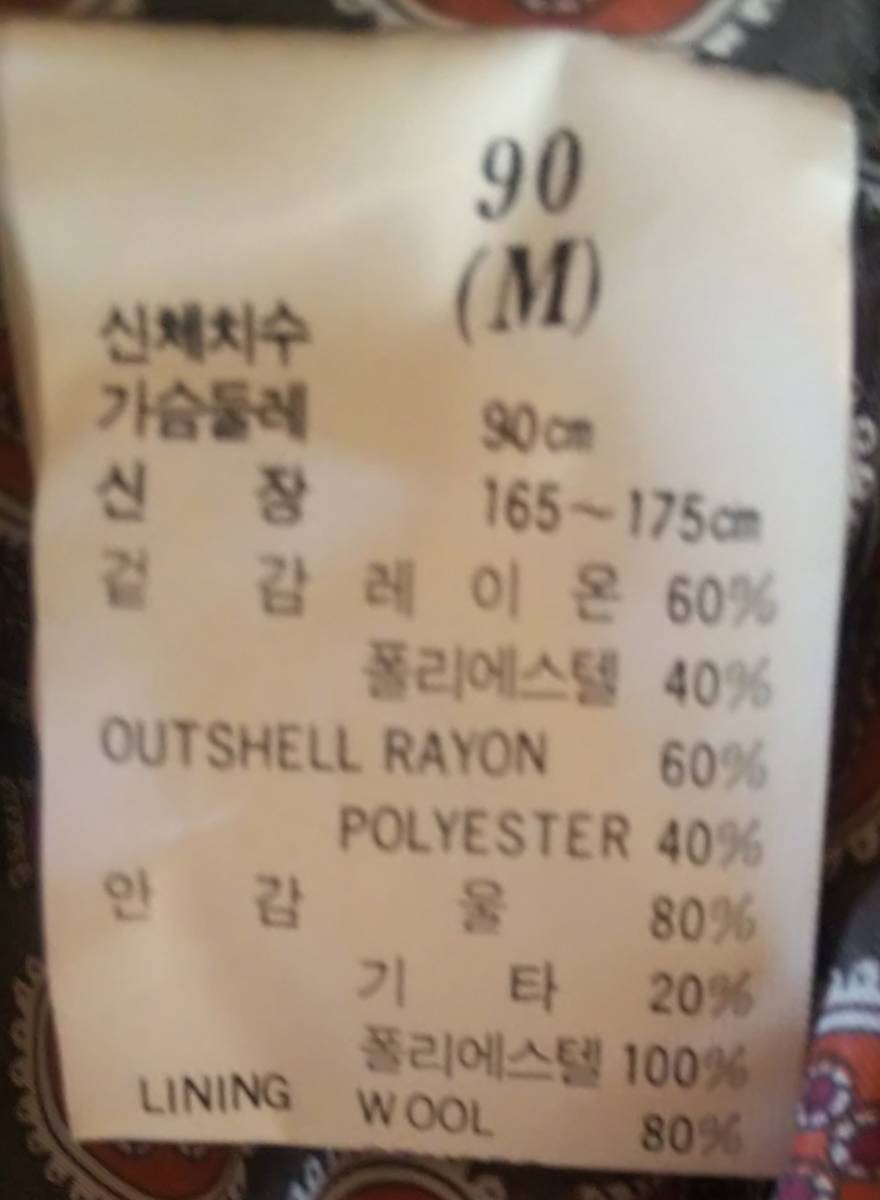 90
(M)
신체치수
가슴둘레 90cm
신 장 165~175cm
겉 감 레 이 온 60%
폴리에스텔 40%
OUTSHELL RAYON 60%
POLYESTER 40%
안 감 울 80%
기 타 20%
폴리에스텔 100%
LINING WOOL 80%